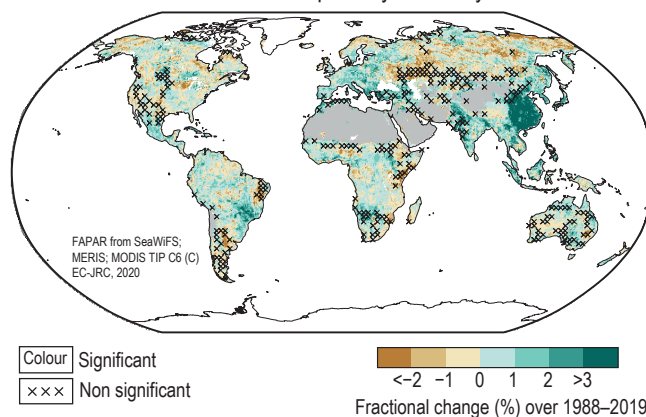 FAPAR from SeaWiFS;
MERIS; MODIS TIP C6 (C)
EC-JRC, 2020
Colour Significant
××× Non significant
<–2 –1 0 1 2 >3
Fractional change (%) over 1988–2019